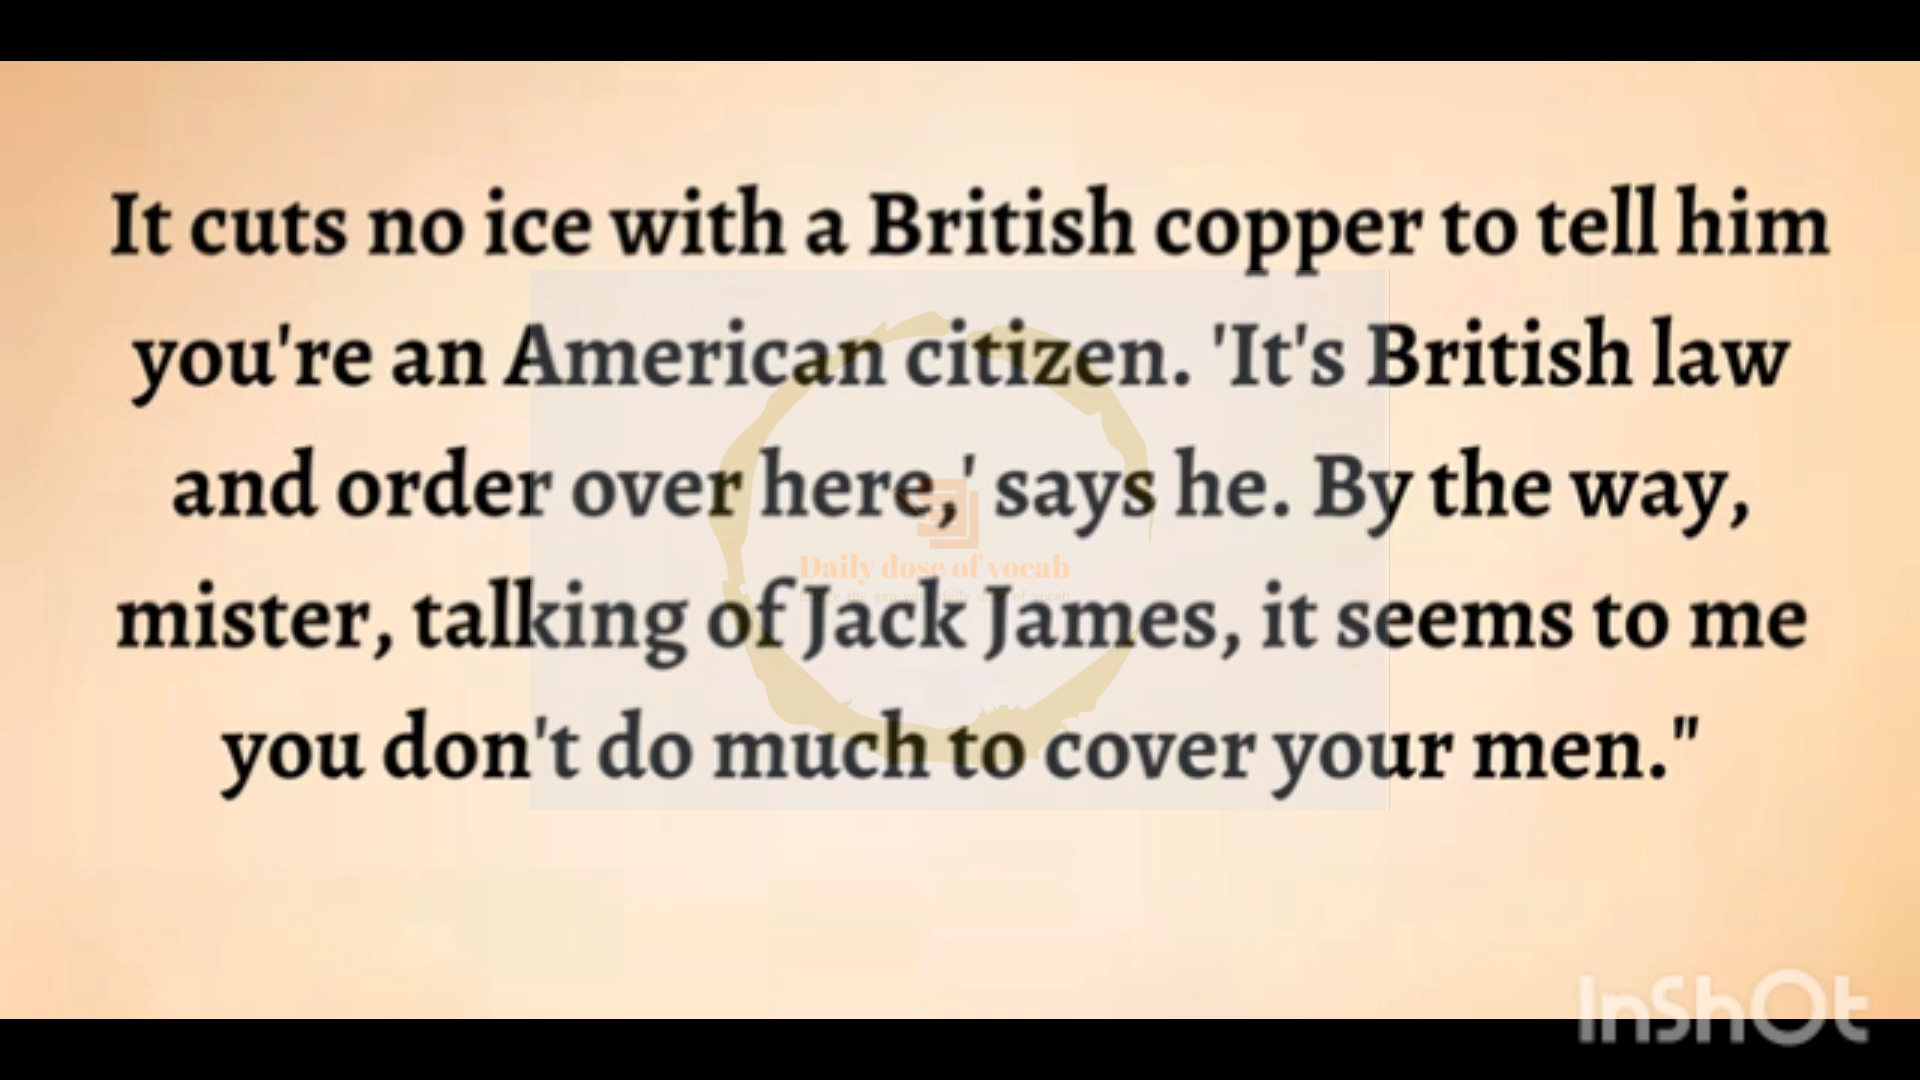 It cuts no ice with a British copper to tell him
you're an American citizen. 'It's British law
and order over here,' says he. By the way,
Daily dose of vocab
mister, talking of Jack James, it seems to me
you don't do much to cover your men."
InShOt